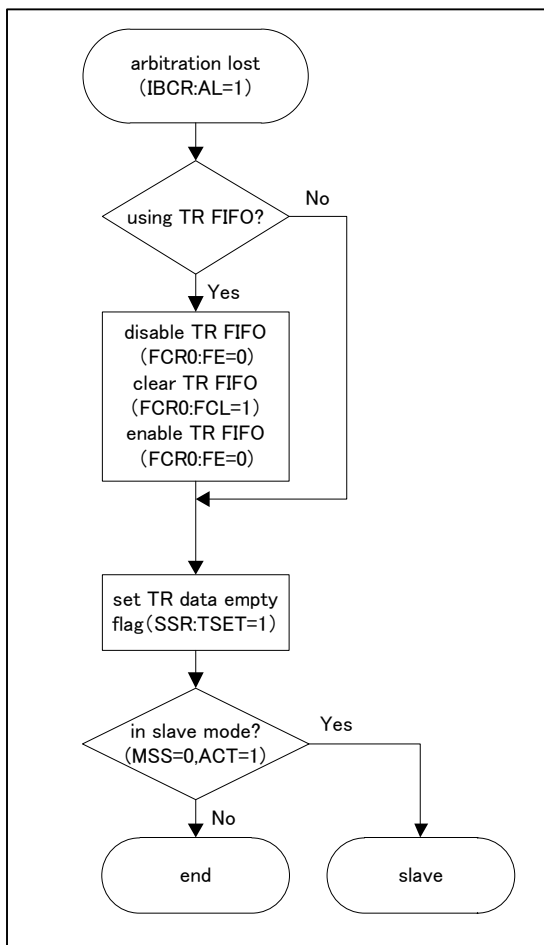 arbitration lost
(IBCR:AL=1)
using TR FIFO?
No
Yes
disable TR FIFO
(FCR0:FE=0)
clear TR FIFO
(FCR0:FCL=1)
enable TR FIFO
(FCR0:FE=0)
set TR data empty
flag(SSR:TSET=1)
in slave mode?
(MSS=0,ACT=1)
Yes
No
end
slave